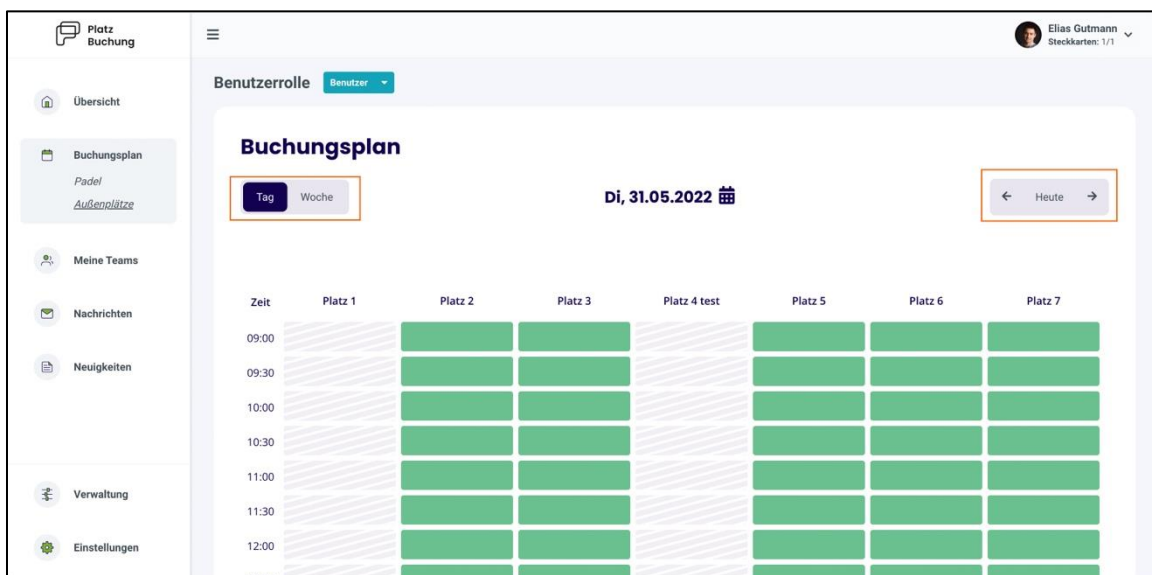 Platz
Buchung
Elias Gutmann
Steckkarten: 1/1
Benutzerrolle Benutzer
Übersicht
Buchungsplan
Padel
Außenplätze
Meine Teams
Nachrichten
Neuigkeiten
Verwaltung
Einstellungen
Buchungsplan
Tag Woche Di, 31.05.2022 Heute
Zeit Platz 1 Platz 2 Platz 3 Platz 4 test Platz 5 Platz 6 Platz 7
09:00
09:30
10:00
10:30
11:00
11:30
12:00